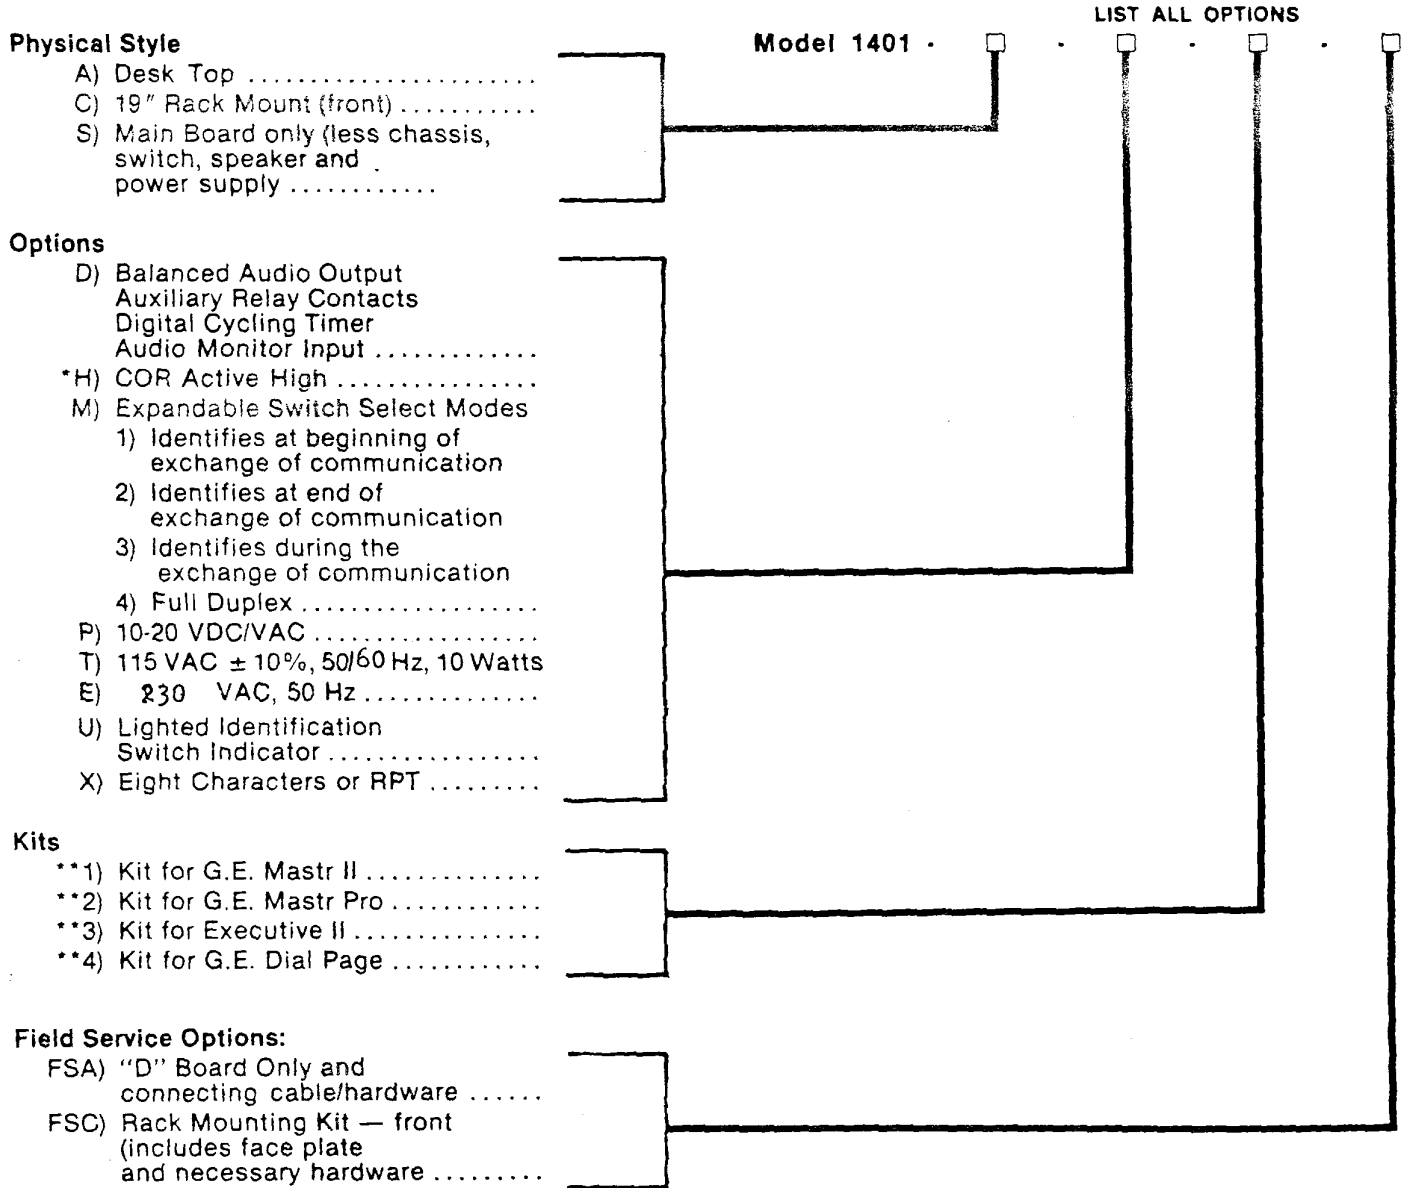 LIST ALL OPTIONS
Model 1401 · □ · □ · □ · □
Physical Style
A) Desk Top .......................
C) 19" Rack Mount (front) ...........
S) Main Board only (less chassis,
switch, speaker and
power supply ............
Options
D) Balanced Audio Output
Auxiliary Relay Contacts
Digital Cycling Timer
Audio Monitor Input .............
*H) COR Active High ................
M) Expandable Switch Select Modes
1) Identifies at beginning of
exchange of communication
2) Identifies at end of
exchange of communication
3) Identifies during the
exchange of communication
4) Full Duplex ...................
P) 10-20 VDC/VAC ..................
T) 115 VAC ± 10%, 50/60 Hz, 10 Watts
E) 230 VAC, 50 Hz ..............
U) Lighted Identification
Switch Indicator .................
X) Eight Characters or RPT .........
Kits
**1) Kit for G.E. Mastr II ..............
**2) Kit for G.E. Mastr Pro ............
**3) Kit for Executive II ...............
**4) Kit for G.E. Dial Page ............
Field Service Options:
FSA) "D" Board Only and
connecting cable/hardware ......
FSC) Rack Mounting Kit — front
(includes face plate
and necessary hardware .........